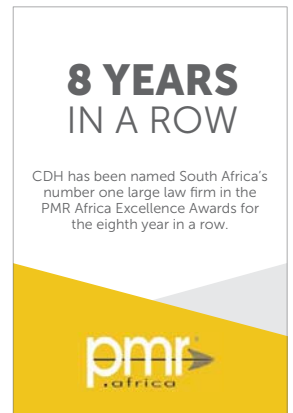 8 YEARS
IN A ROW
CDH has been named South Africa's
number one large law firm in the
PMR Africa Excellence Awards for
the eighth year in a row.
pmr
.africa